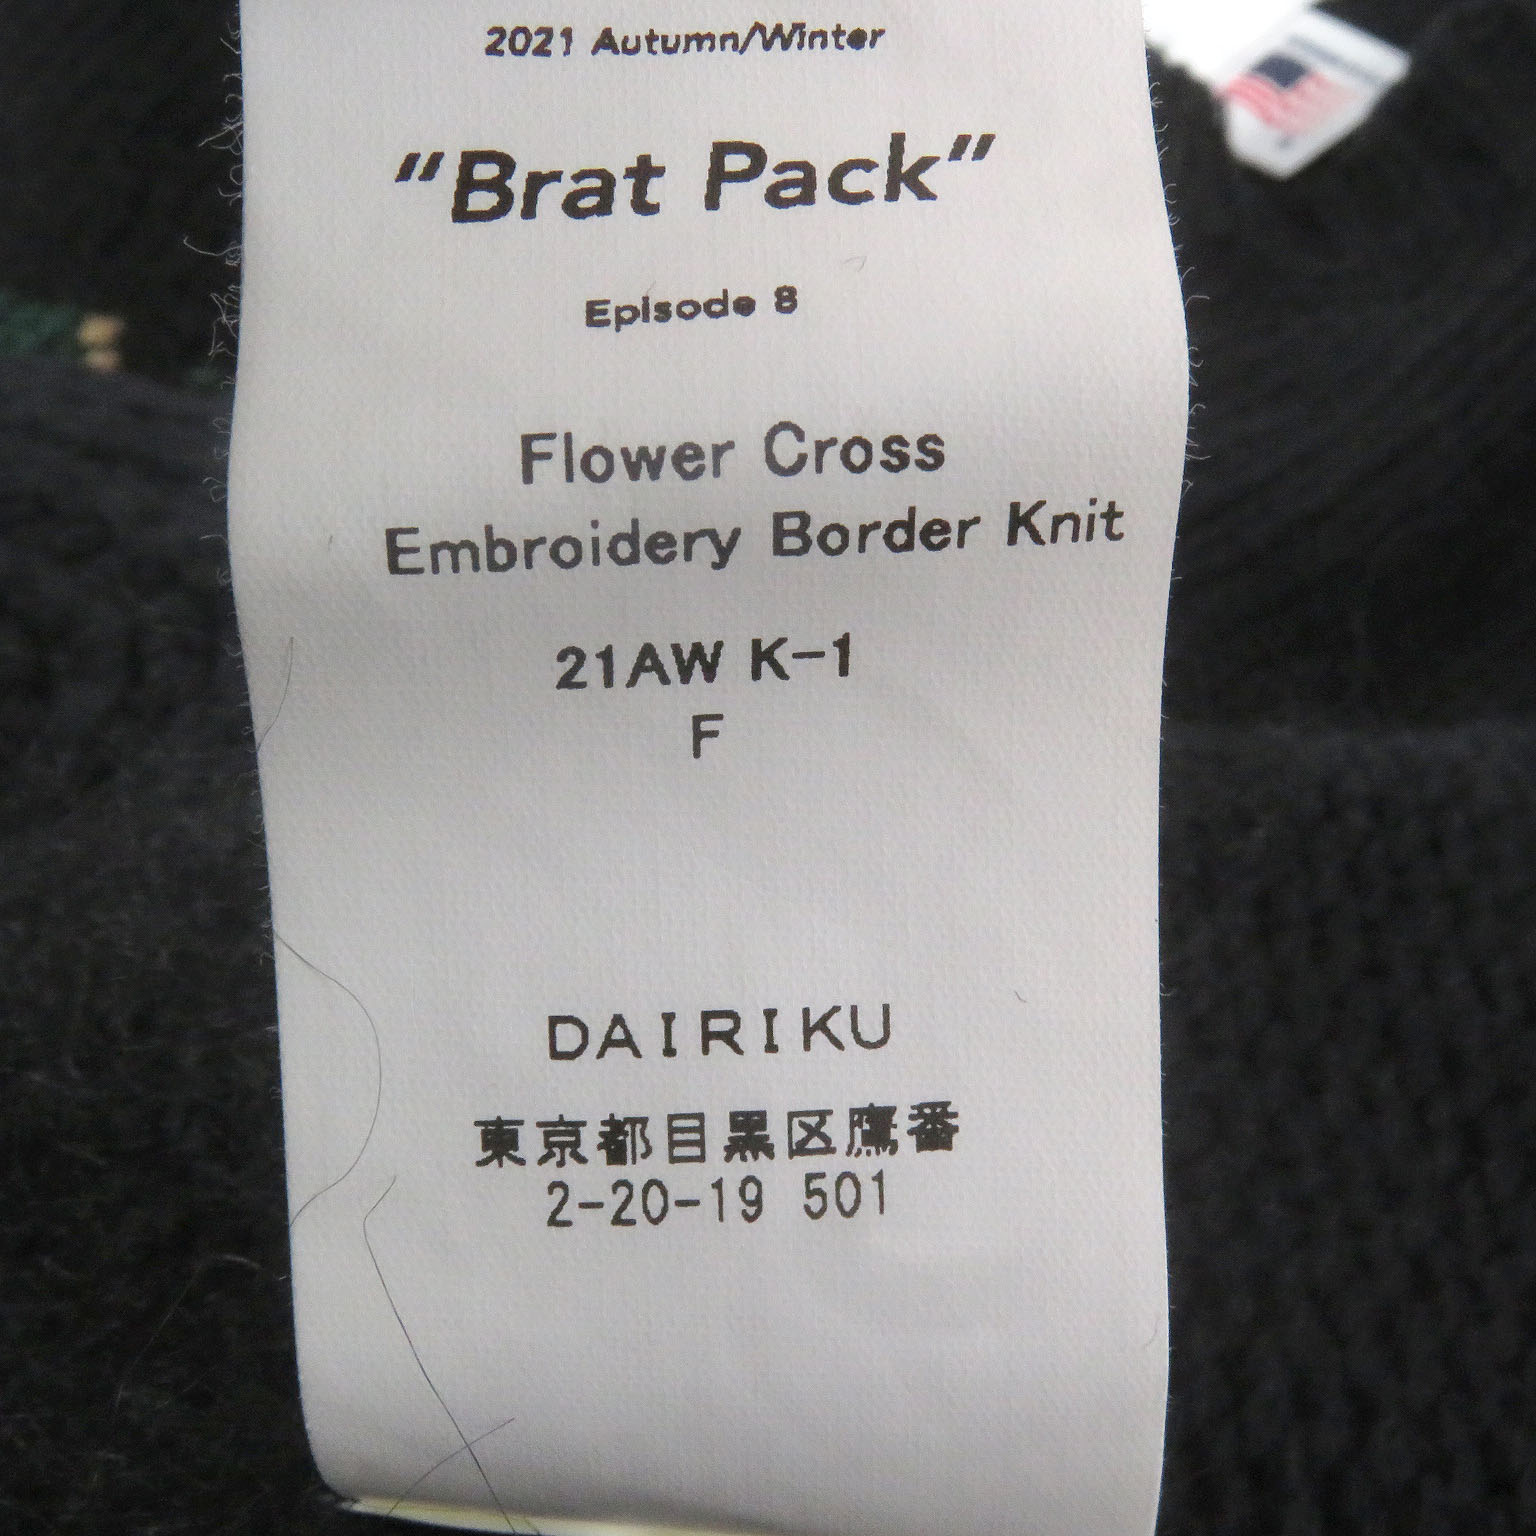 2021 Autumn/Winter
“Brat Pack”
Episode 8
Flower Cross
Embroidery Border Knit
21AW K-1
F
DAIRIKU
東京都目黒区鷹番
2-20-19 501